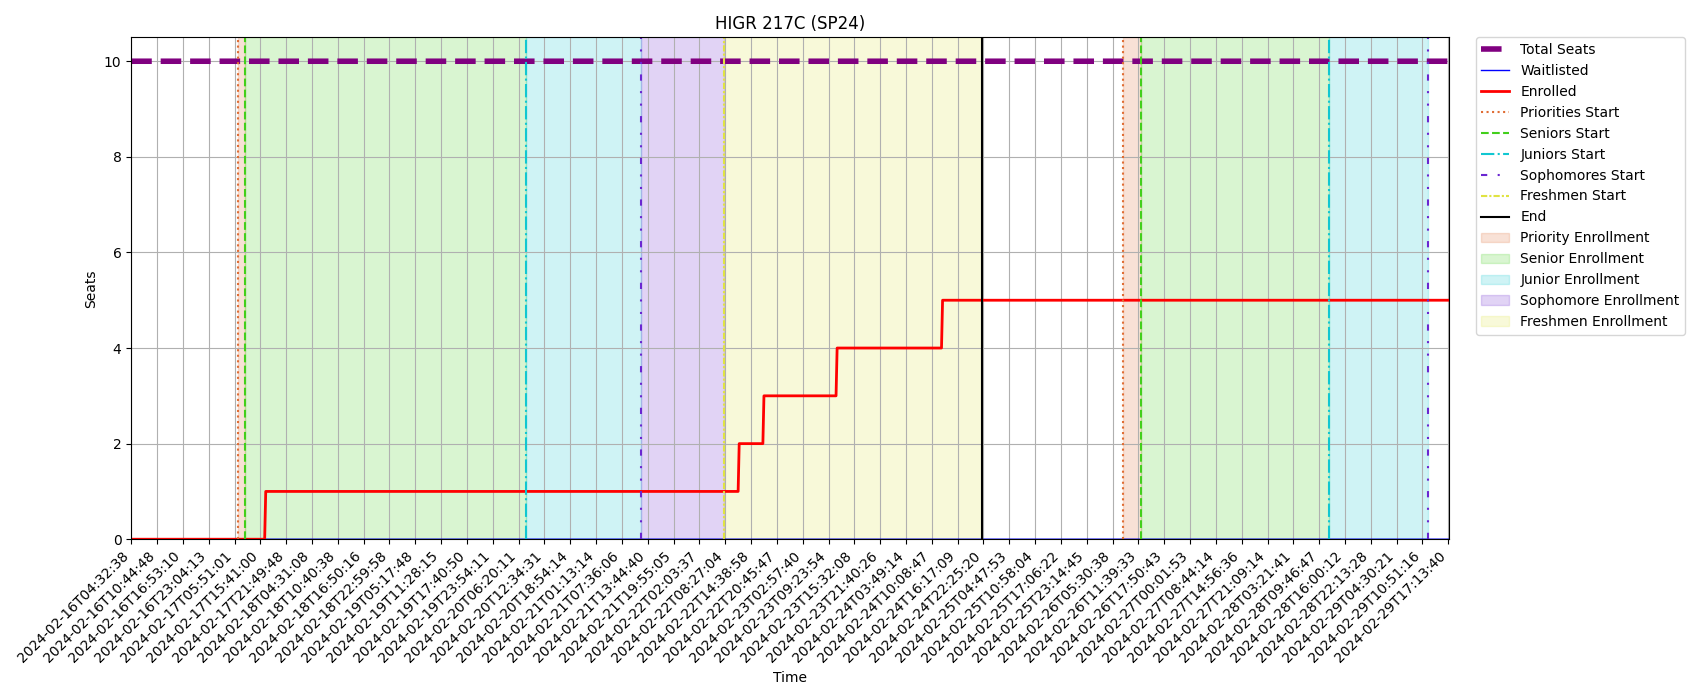 HIGR 217C (SP24)
Seats
10
8
6
4
2
0
2024-02-16T04:32:38
2024-02-16T10:44:48
2024-02-16T16:53:10
2024-02-16T23:04:13
2024-02-17T05:51:01
2024-02-17T15:41:00
2024-02-17T21:49:48
2024-02-18T04:31:08
2024-02-18T10:40:38
2024-02-18T16:50:16
2024-02-18T22:59:58
2024-02-19T05:17:48
2024-02-19T11:28:15
2024-02-19T17:40:50
2024-02-19T23:54:11
2024-02-20T06:20:11
2024-02-20T12:34:31
2024-02-20T18:54:14
2024-02-21T01:13:14
2024-02-21T07:36:06
2024-02-21T13:44:40
2024-02-21T19:55:05
2024-02-22T02:03:37
2024-02-22T08:27:04
2024-02-22T14:38:58
2024-02-22T20:45:47
2024-02-23T02:57:40
2024-02-23T09:23:54
2024-02-23T15:32:08
2024-02-23T21:40:26
2024-02-24T03:49:14
2024-02-24T10:08:47
2024-02-24T16:17:09
2024-02-24T22:25:20
2024-02-25T04:47:53
2024-02-25T10:58:04
2024-02-25T17:06:22
2024-02-25T23:14:45
2024-02-26T05:30:38
2024-02-26T11:39:33
2024-02-26T17:50:43
2024-02-27T00:01:53
2024-02-27T08:44:14
2024-02-27T14:56:36
2024-02-27T21:09:14
2024-02-28T03:21:41
2024-02-28T09:46:47
2024-02-28T16:00:12
2024-02-28T22:13:28
2024-02-29T04:30:21
2024-02-29T10:51:16
2024-02-29T17:13:40
Time
Total Seats
Waitlisted
Enrolled
Priorities Start
Seniors Start
Juniors Start
Sophomores Start
Freshmen Start
End
Priority Enrollment
Senior Enrollment
Junior Enrollment
Sophomore Enrollment
Freshmen Enrollment